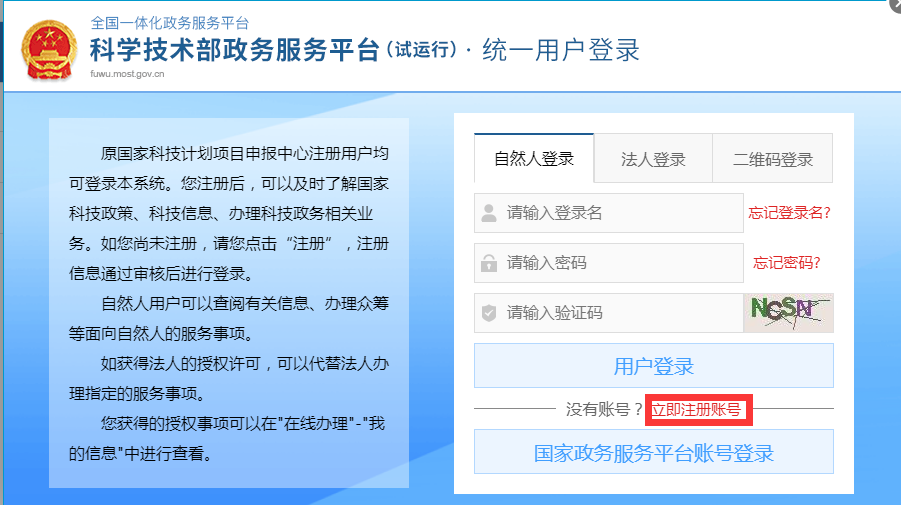 全国一体化政务服务平台
科学技术部政务服务平台(试运行)·统一用户登录
fuwu.most.gov.cn
原国家科技计划项目申报中心注册用户均
可登录本系统。您注册后，可以及时了解国家
科技政策、科技信息、办理科技政务相关业
务。如您尚未注册，请您点击“注册”，注册
信息通过审核后进行登录。
自然人用户可以查阅有关信息、办理众筹
等面向自然人的服务事项。
如获得法人的授权许可，可以代替法人办
理指定的服务事项。
您获得的授权事项可以在"在线办理"-"我
的信息"中进行查看。
自然人登录 法人登录 二维码登录
请输入登录名 忘记登录名?
请输入密码 忘记密码?
请输入验证码 NGSN
用户登录
没有账号？立即注册账号
国家政务服务平台账号登录